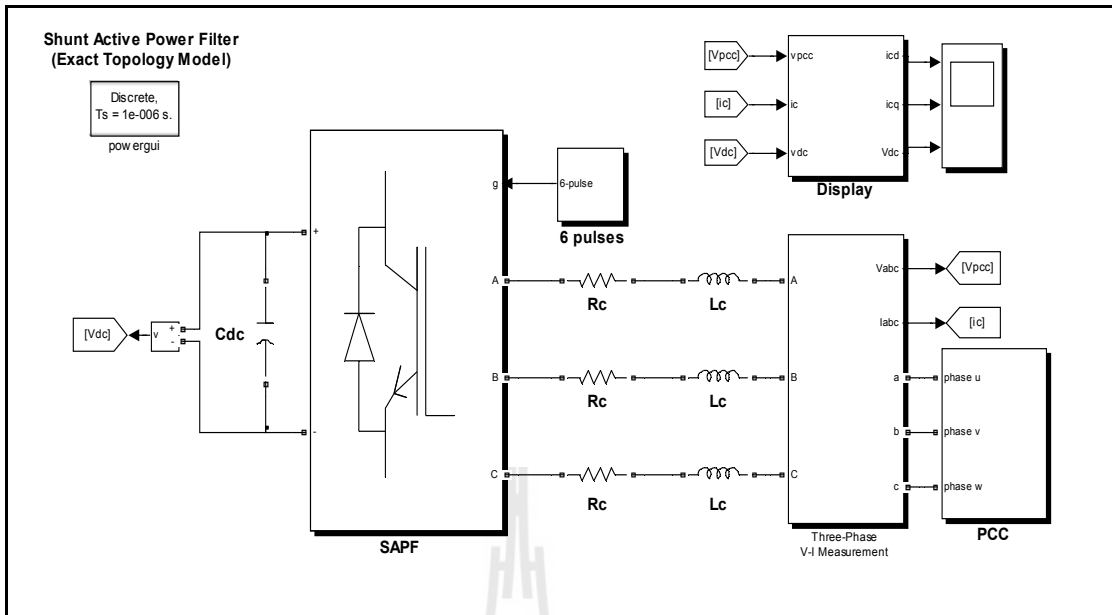 Shunt Active Power Filter
(Exact Topology Model)
Discrete,
Ts = 1e-006 s.
pow ergui
[Vpcc]
[ic]
[Vdc]
vpcc
ic
vdc
icd
icq
Vdc
Display
g
6-pulse
6 pulses
+
-
A
B
C
SAPF
[Vdc]
v
+
-
Cdc
Rc
Lc
Rc
Lc
Rc
Lc
A
B
C
Vabc
Iabc
a
b
c
Three-Phase
V-I Measurement
[Vpcc]
[ic]
phase u
phase v
phase w
PCC